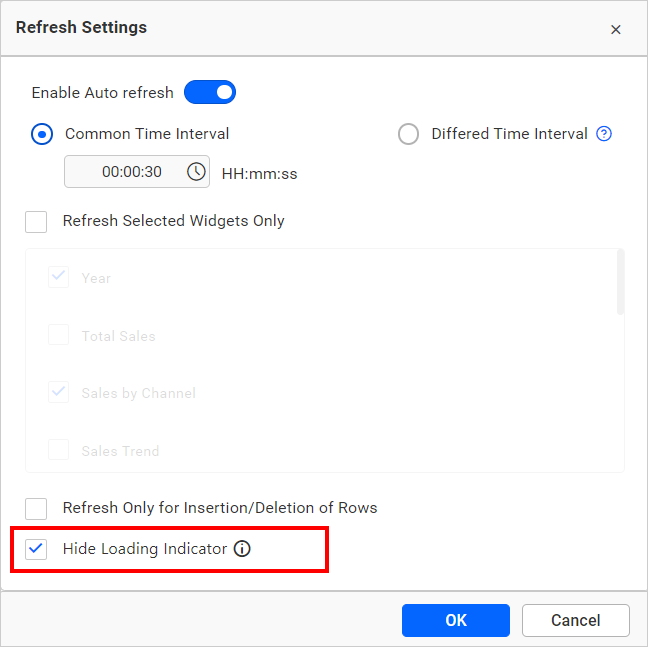 Refresh Settings
Enable Auto refresh
Common Time Interval
Differed Time Interval ?
00:00:30
HH:mm:ss
Refresh Selected Widgets Only
Year
Total Sales
Sales by Channel
Sales Trend
Refresh Only for Insertion/Deletion of Rows
Hide Loading Indicator i
OK
Cancel